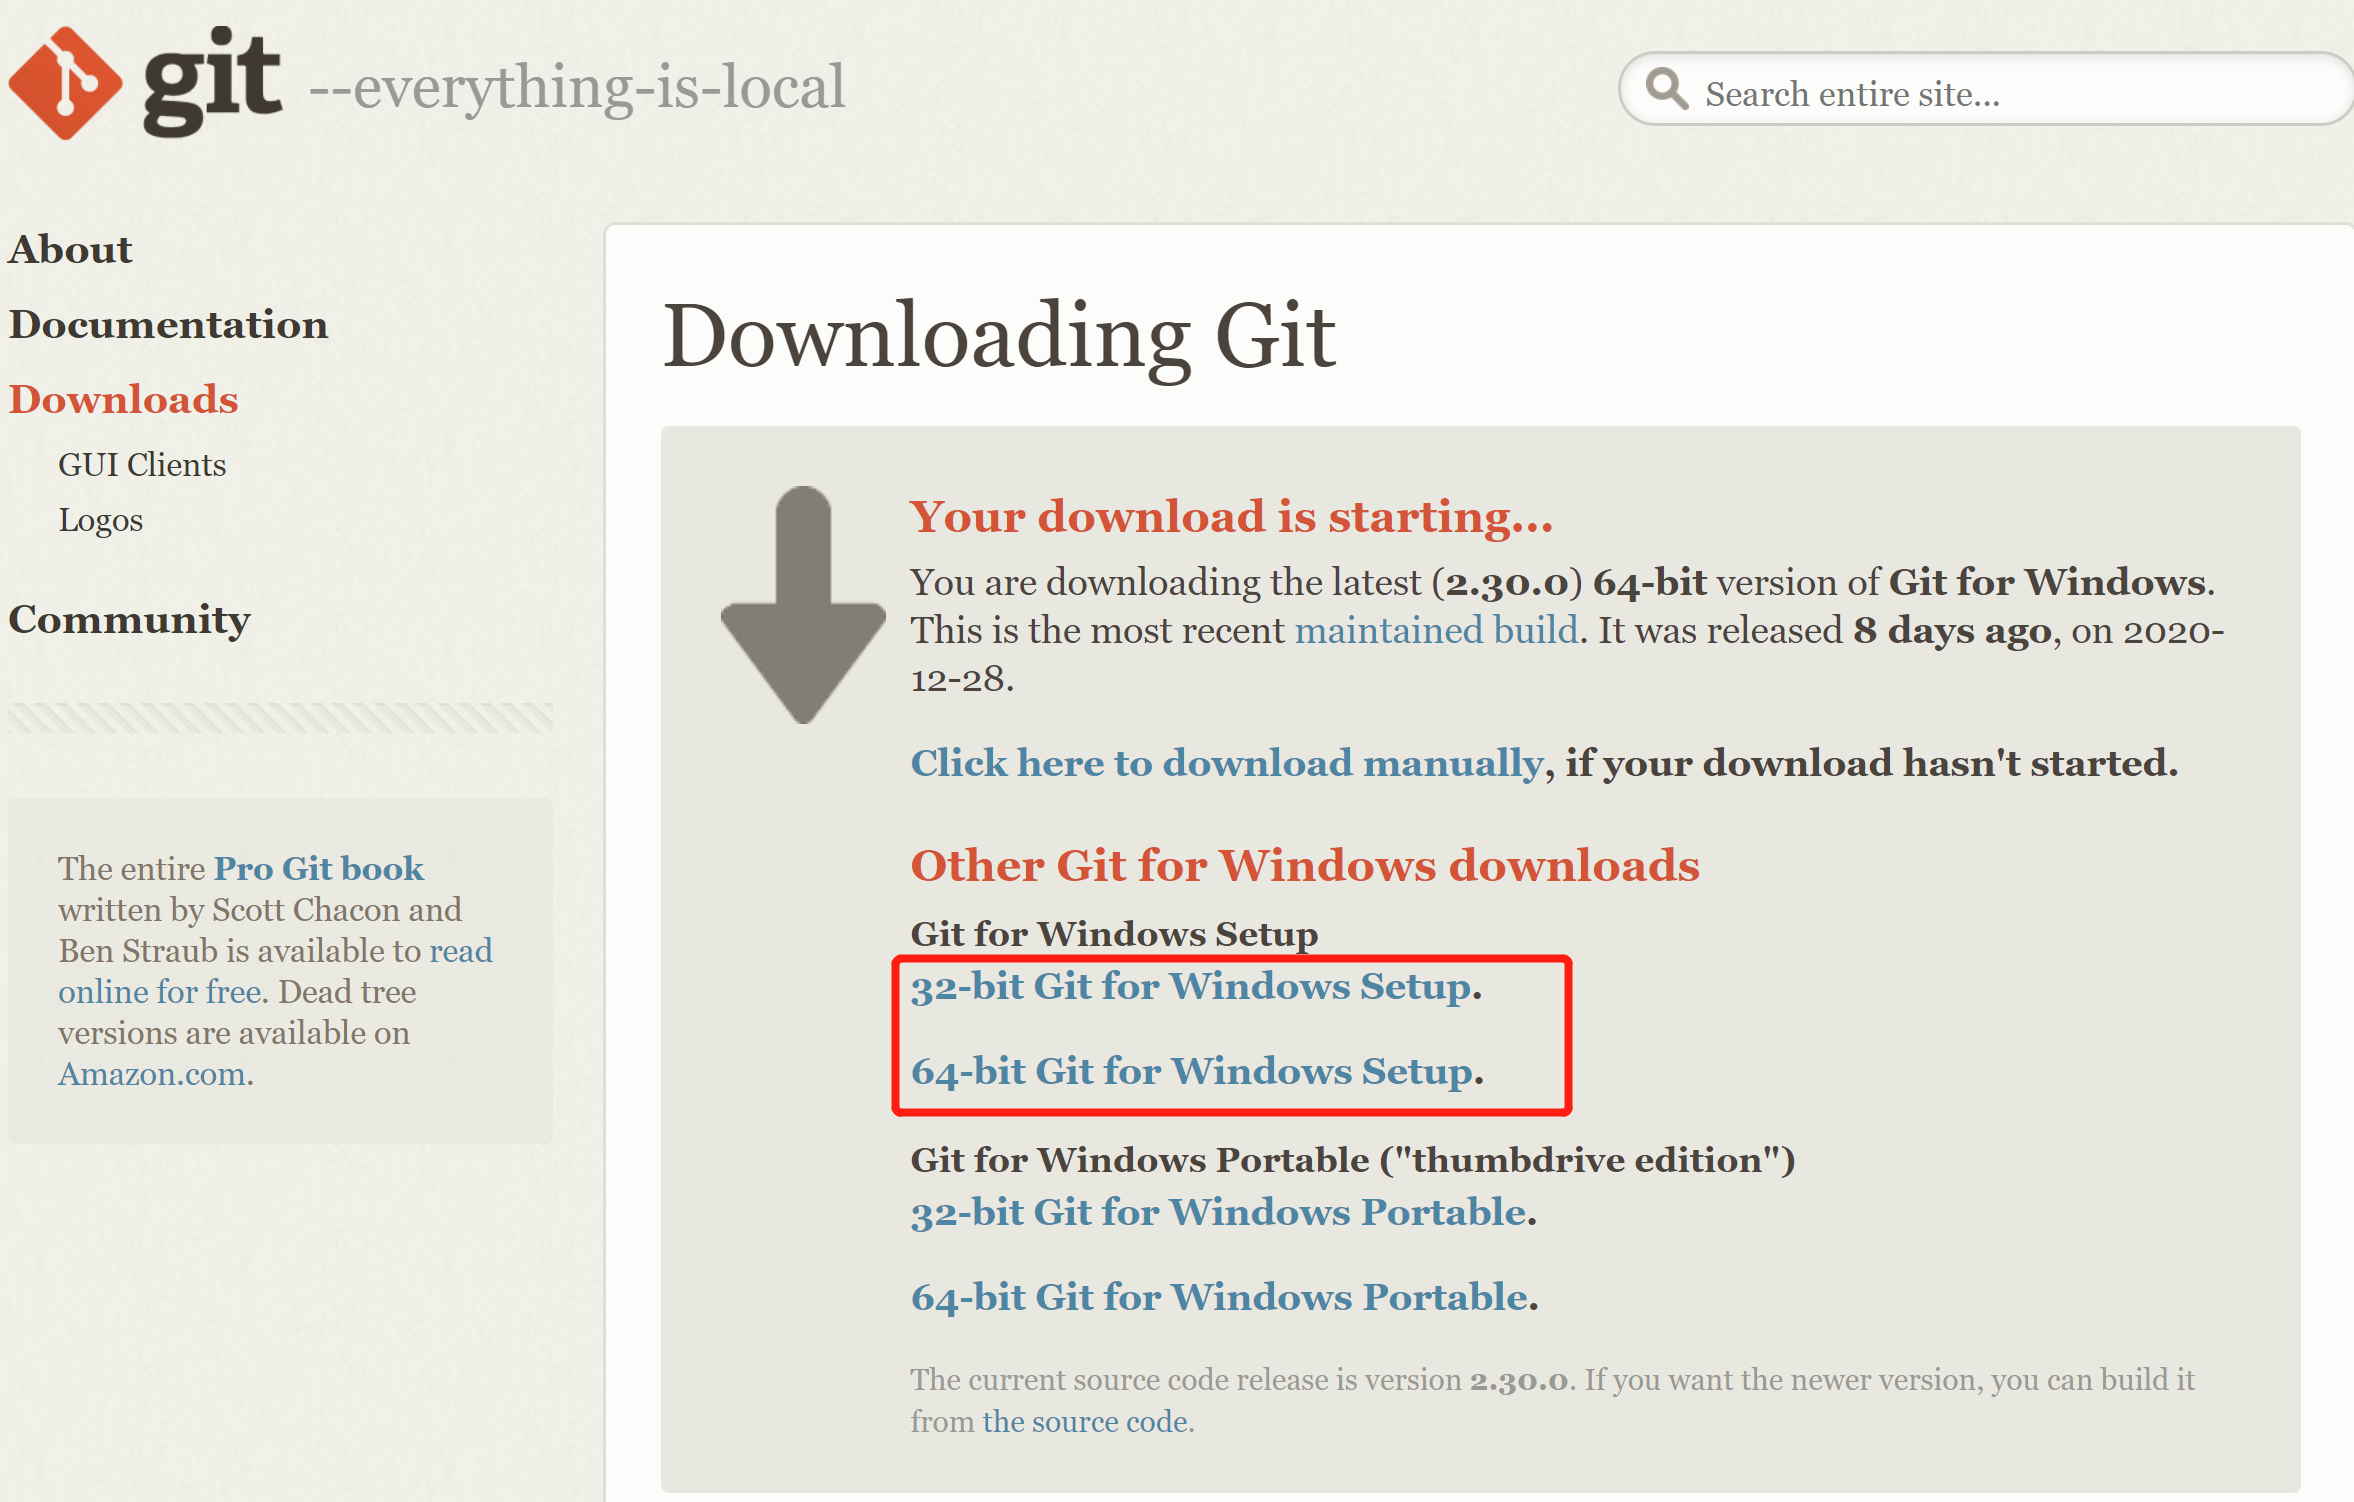 git --everything-is-local
Search entire site...
About
Documentation
Downloads
GUI Clients
Logos
Community
The entire Pro Git book
written by Scott Chacon and
Ben Straub is available to read
online for free. Dead tree
versions are available on
Amazon.com.
Downloading Git
Your download is starting...
You are downloading the latest (2.30.0) 64-bit version of Git for Windows.
This is the most recent maintained build. It was released 8 days ago, on 2020-
12-28.
Click here to download manually, if your download hasn't started.
Other Git for Windows downloads
Git for Windows Setup
32-bit Git for Windows Setup.
64-bit Git for Windows Setup.
Git for Windows Portable ("thumbdrive edition")
32-bit Git for Windows Portable.
64-bit Git for Windows Portable.
The current source code release is version 2.30.0. If you want the newer version, you can build it
from the source code.